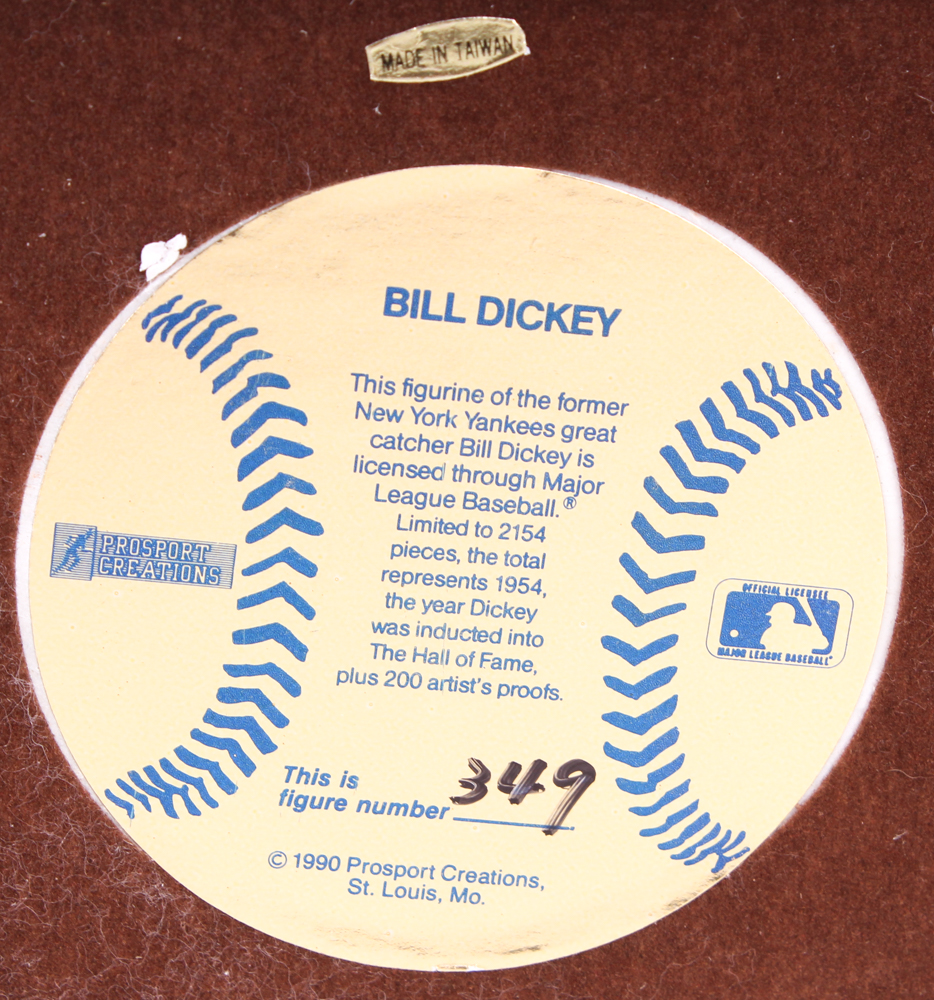 MADE IN TAIWAN
BILL DICKEY
This figurine of the former
New York Yankees great
catcher Bill Dickey is
licensed through Major
League Baseball.®
Limited to 2154
pieces, the total
represents 1954,
the year Dickey
was inducted into
The Hall of Fame,
plus 200 artist's proofs.
PROSPORT
CREATIONS
OFFICIAL LICENSEE
MAJOR LEAGUE BASEBALL®
This is
figure number 349
© 1990 Prosport Creations,
St. Louis, Mo.